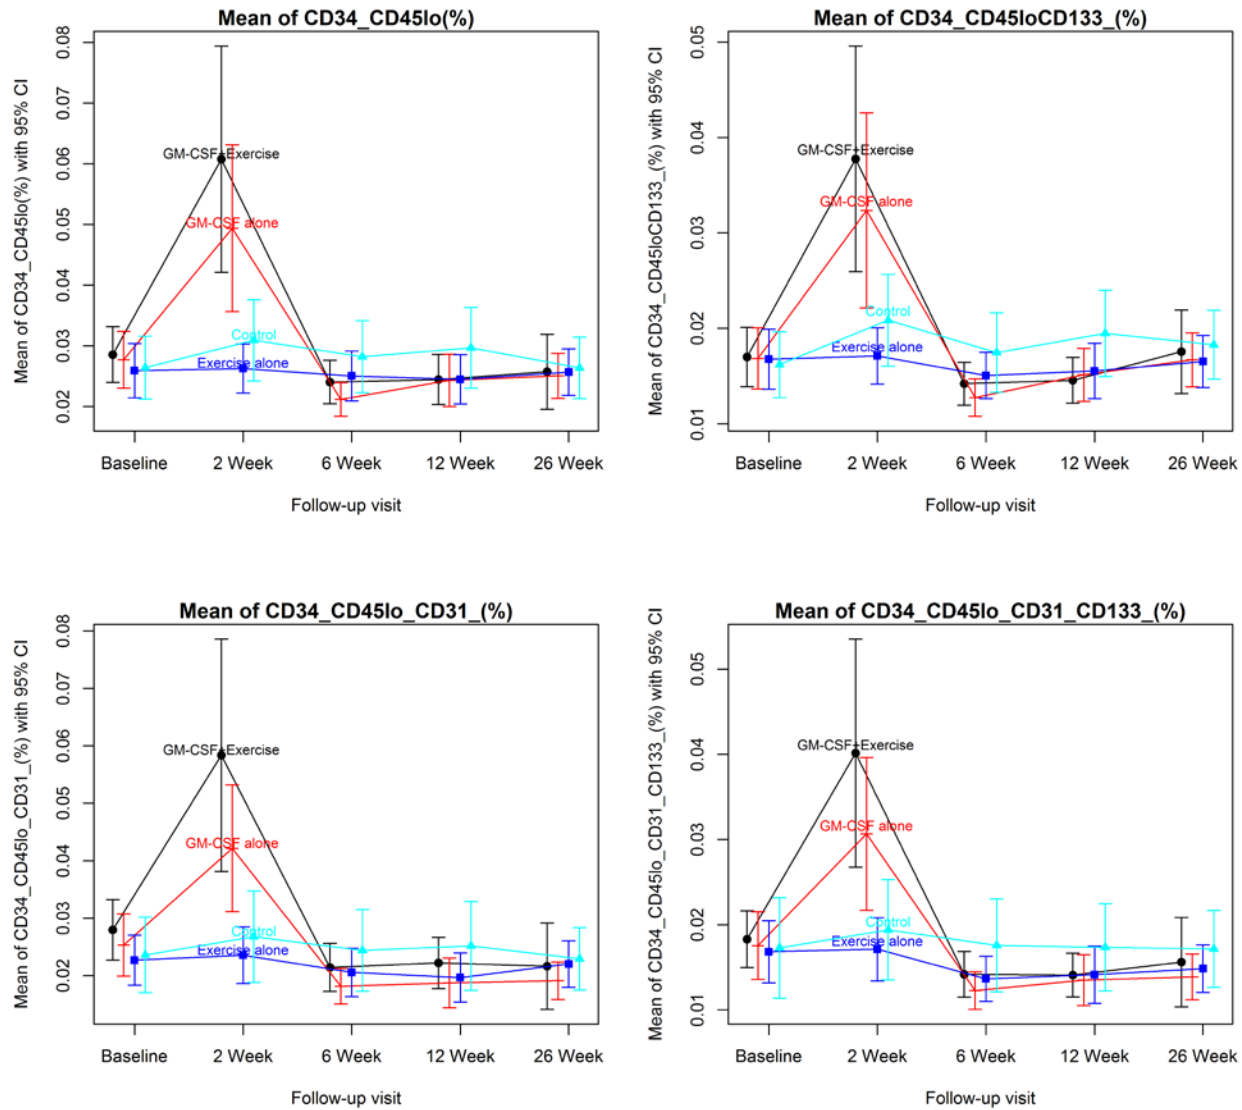 Mean of CD34_CD45lo(%)
Mean of CD34_CD45lo(%) with 95% CI
0.08
0.07
0.06
0.05
0.04
0.03
0.02
GM-CSF+Exercise
GM-CSF alone
Control
Exercise alone
Baseline 2 Week 6 Week 12 Week 26 Week
Follow-up visit
Mean of CD34_CD45loCD133_(%)
Mean of CD34_CD45loCD133_(%) with 95% CI
0.05
0.04
0.03
0.02
0.01
GM-CSF+Exercise
GM-CSF alone
Control
Exercise alone
Baseline 2 Week 6 Week 12 Week 26 Week
Follow-up visit
Mean of CD34_CD45lo_CD31_(%)
Mean of CD34_CD45lo_CD31_(%) with 95% CI
0.08
0.07
0.06
0.05
0.04
0.03
0.02
GM-CSF+Exercise
GM-CSF alone
Control
Exercise alone
Baseline 2 Week 6 Week 12 Week 26 Week
Follow-up visit
Mean of CD34_CD45lo_CD31_CD133_(%)
Mean of CD34_CD45lo_CD31_CD133_(%) with 95% CI
0.05
0.04
0.03
0.02
0.01
GM-CSF+Exercise
GM-CSF alone
Control
Exercise alone
Baseline 2 Week 6 Week 12 Week 26 Week
Follow-up visit